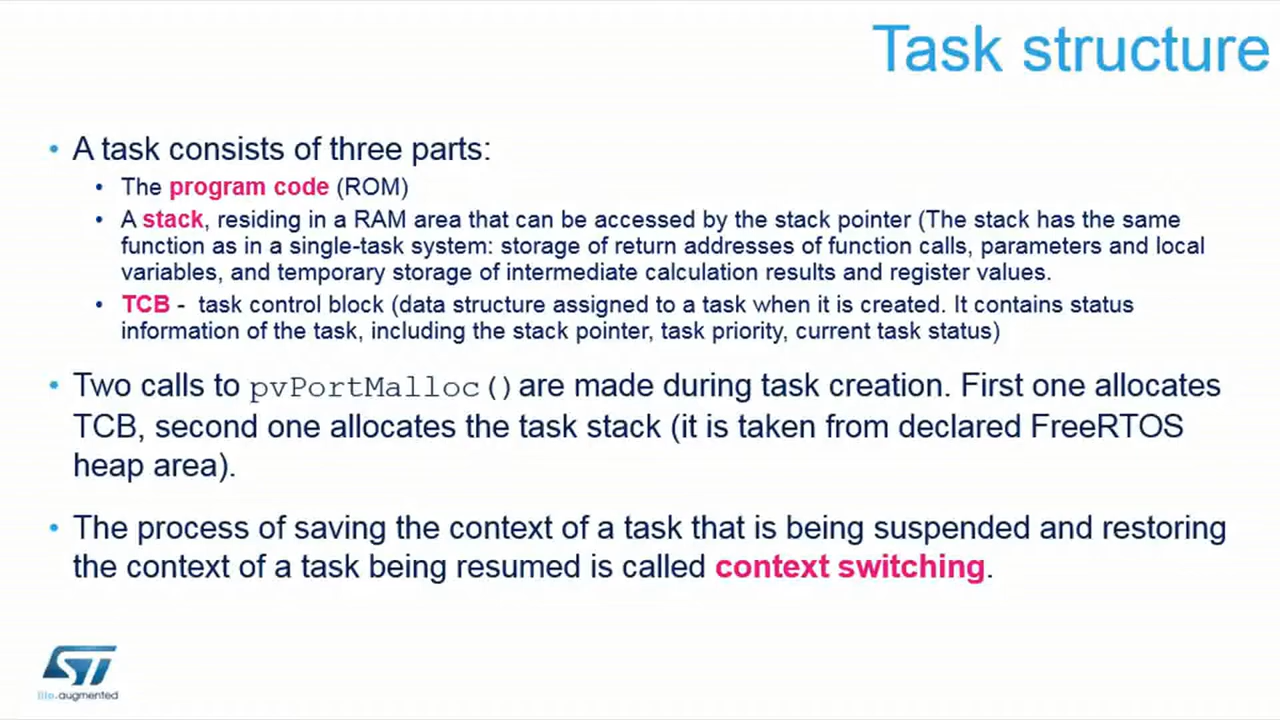 Task structure
• A task consists of three parts:
• The program code (ROM)
• A stack, residing in a RAM area that can be accessed by the stack pointer (The stack has the same
function as in a single-task system: storage of return addresses of function calls, parameters and local
variables, and temporary storage of intermediate calculation results and register values.
• TCB - task control block (data structure assigned to a task when it is created. It contains status
information of the task, including the stack pointer, task priority, current task status)
• Two calls to pvPortMalloc() are made during task creation. First one allocates
TCB, second one allocates the task stack (it is taken from declared FreeRTOS
heap area).
• The process of saving the context of a task that is being suspended and restoring
the context of a task being resumed is called context switching.
ST
life.augmented